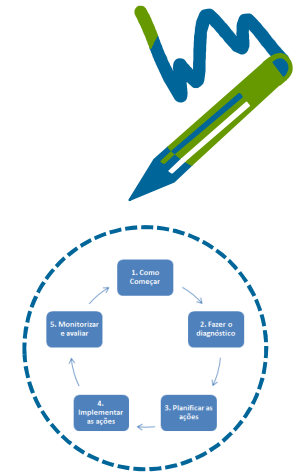 1. Como
Começar
2. Fazer o
diagnóstico
3. Planificar as
ações
4.
Implementar
as ações
5. Monitorizar
e avaliar